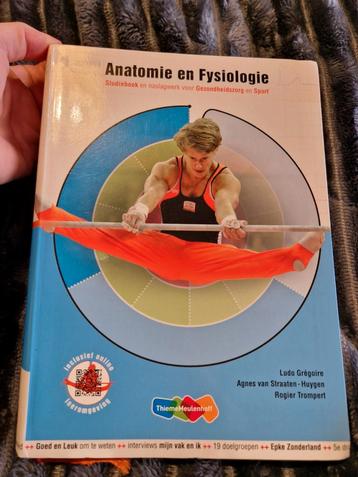 Anatomie en Fysiologie
Studieboek en naslagwerk voor Gezondheidszorg en Sport
Ludo Grégoire
Agnes van Straaten-Huygen
Rogier Trompert
inclusief online
leeromgeving
ThiemeMeulenhoff
++ Goed en Leuk om te weten ++ interviews mijn vak en ik ++ 19 doelgroepen ++ Epke Zonderland ++ 5e